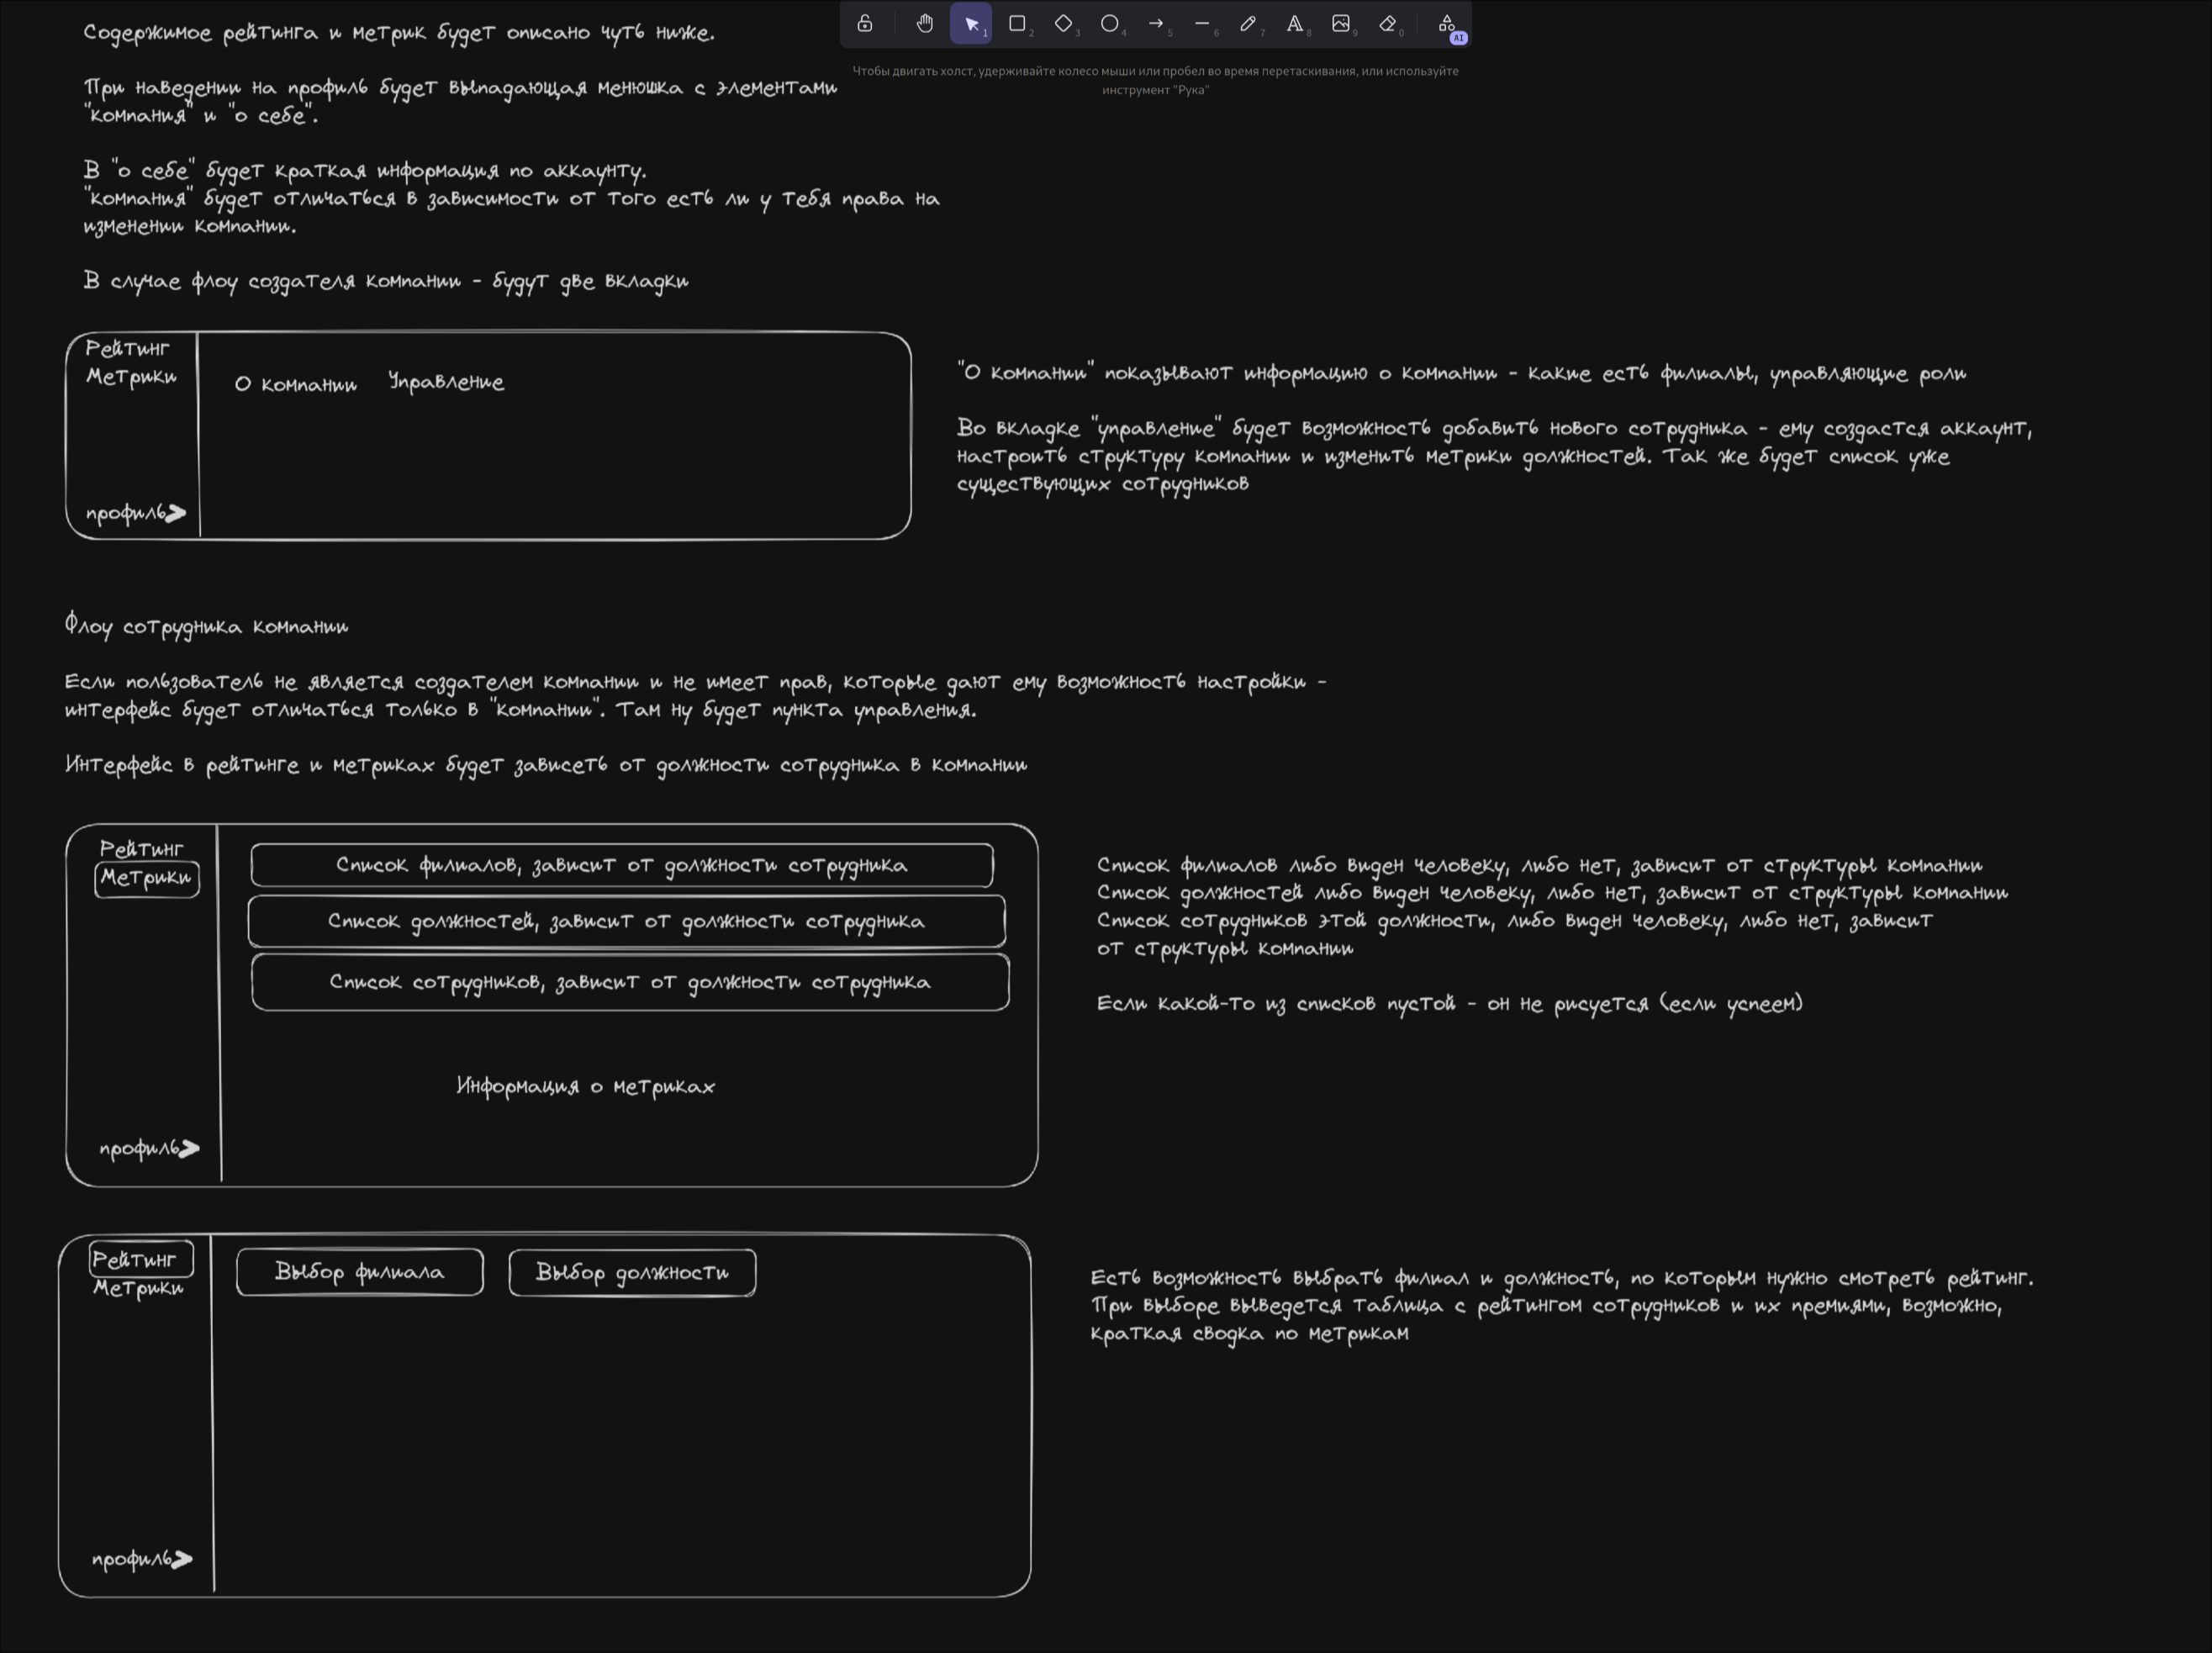 Содержимое рейтинга и метрик будет описано чуть ниже.
При наведении на профиль будет выпадающая менюшка с элементами
"компания" и "о себе".
В "о себе" будет краткая информация по аккаунту.
"компания" будет отличаться в зависимости от того есть ли у тебя права на
изменении компании.
В случае флоу создателя компании - будут две вкладки
1
2
3
4
5
6
7
8
9
0
AI
Чтобы двигать холст, удерживайте колесо мыши или пробел во время перетаскивания, или используйте
инструмент "Рука"
Рейтинг
Метрики
О компании
Управление
профиль
"О компании" показывают информацию о компании - какие есть филиалы, управляющие роли
Во вкладке "управление" будет возможность добавить нового сотрудника - ему создастся аккаунт,
настроить структуру компании и изменить метрики должностей. Так же будет список уже
существующих сотрудников
Флоу сотрудника компании
Если пользователь не является создателем компании и не имеет прав, которые дают ему возможность настройки -
интерфейс будет отличаться только в "компании". Там ну будет пункта управления.
Интерфейс в рейтинге и метриках будет зависеть от должности сотрудника в компании
Рейтинг
Метрики
Список филиалов, зависит от должности сотрудника
Список должностей, зависит от должности сотрудника
Список сотрудников, зависит от должности сотрудника
Информация о метриках
профиль
Список филиалов либо виден человеку, либо нет, зависит от структуры компании
Список должностей либо виден человеку, либо нет, зависит от структуры компании
Список сотрудников этой должности, либо виден человеку, либо нет, зависит
от структуры компании
Если какой-то из списков пустой - он не рисуется (если успеем)
Рейтинг
Метрики
Выбор филиала
Выбор должности
профиль
Есть возможность выбрать филиал и должность, по которым нужно смотреть рейтинг.
При выборе выведется таблица с рейтингом сотрудников и их премиями, возможно,
краткая сводка по метрикам